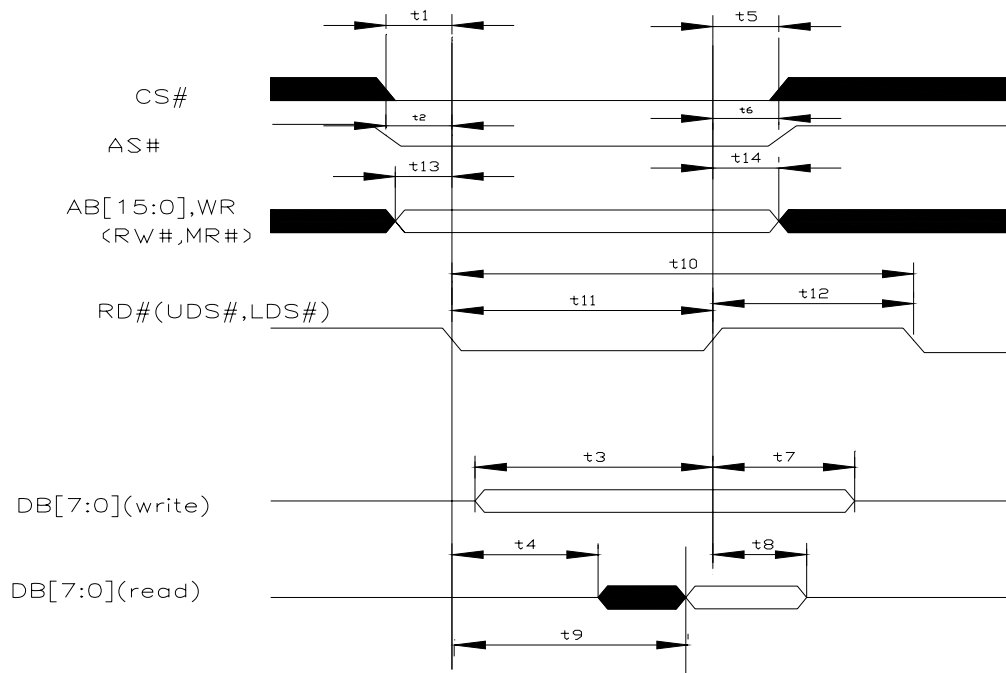 t1
t5
CS#
t2
t6
AS#
t13
t14
AB[15:0],WR
(RW#,MR#)
t10
t11
t12
RD#(UDS#,LDS#)
t3
t7
DB[7:0](write)
t4
t8
DB[7:0](read)
t9